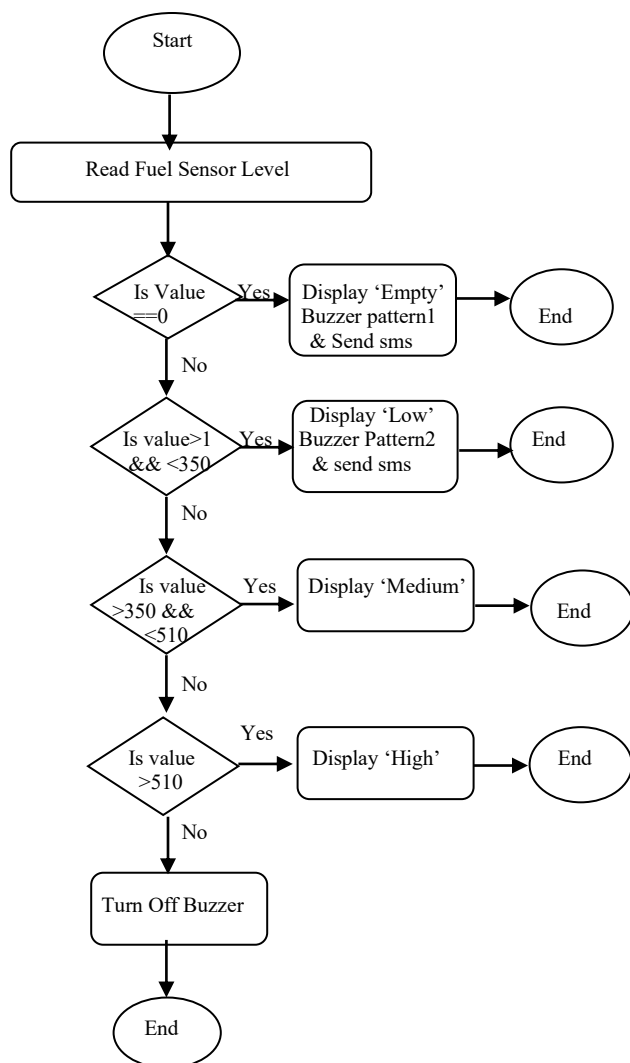 Start
Read Fuel Sensor Level
Is Value
==0
Yes
Display ‘Empty’
Buzzer pattern1
& Send sms
End
No
Is value>1
&& <350
Yes
Display ‘Low’
Buzzer Pattern2
& send sms
End
No
Is value
>350 &&
<510
Yes
Display ‘Medium’
End
No
Is value
>510
Yes
Display ‘High’
End
No
Turn Off Buzzer
End